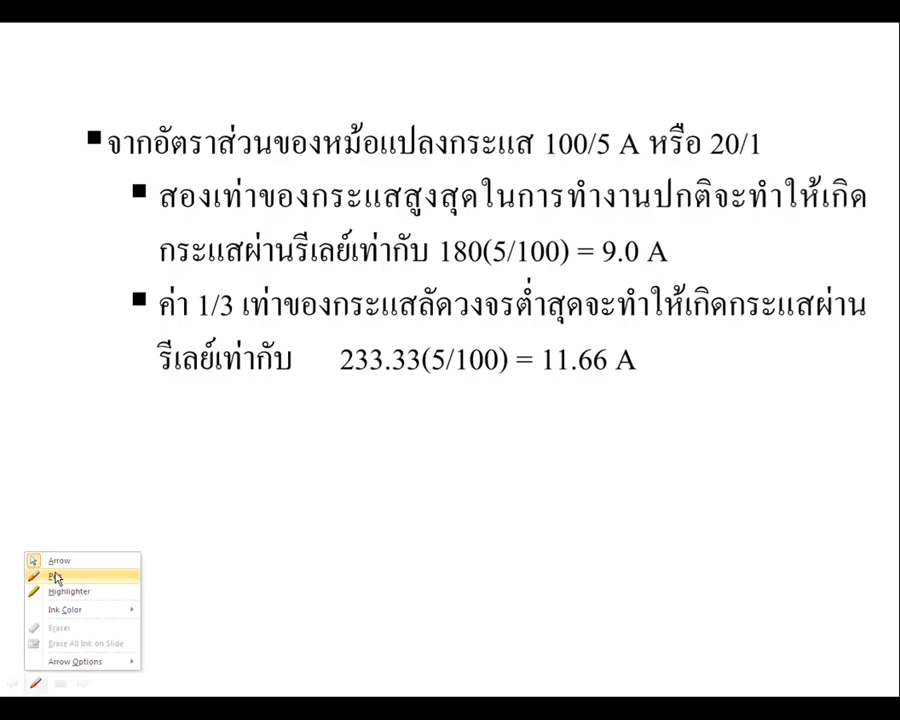 ▪จากอัตราส่วนของหม้อแปลงกระแส 100/5 A หรือ 20/1
▪ สองเท่าของกระแสสูงสุดในการทำงานปกติจะทำให้เกิด
กระแสผ่านรีเลย์เท่ากับ 180(5/100) = 9.0 A
▪ ค่า 1/3 เท่าของกระแสลัดวงจรต่ำสุดจะทำให้เกิดกระแสผ่าน
รีเลย์เท่ากับ 233.33(5/100) = 11.66 A
Arrow
Highlighter
Ink Color
Eraser
Erase All Ink on Slide
Arrow Options